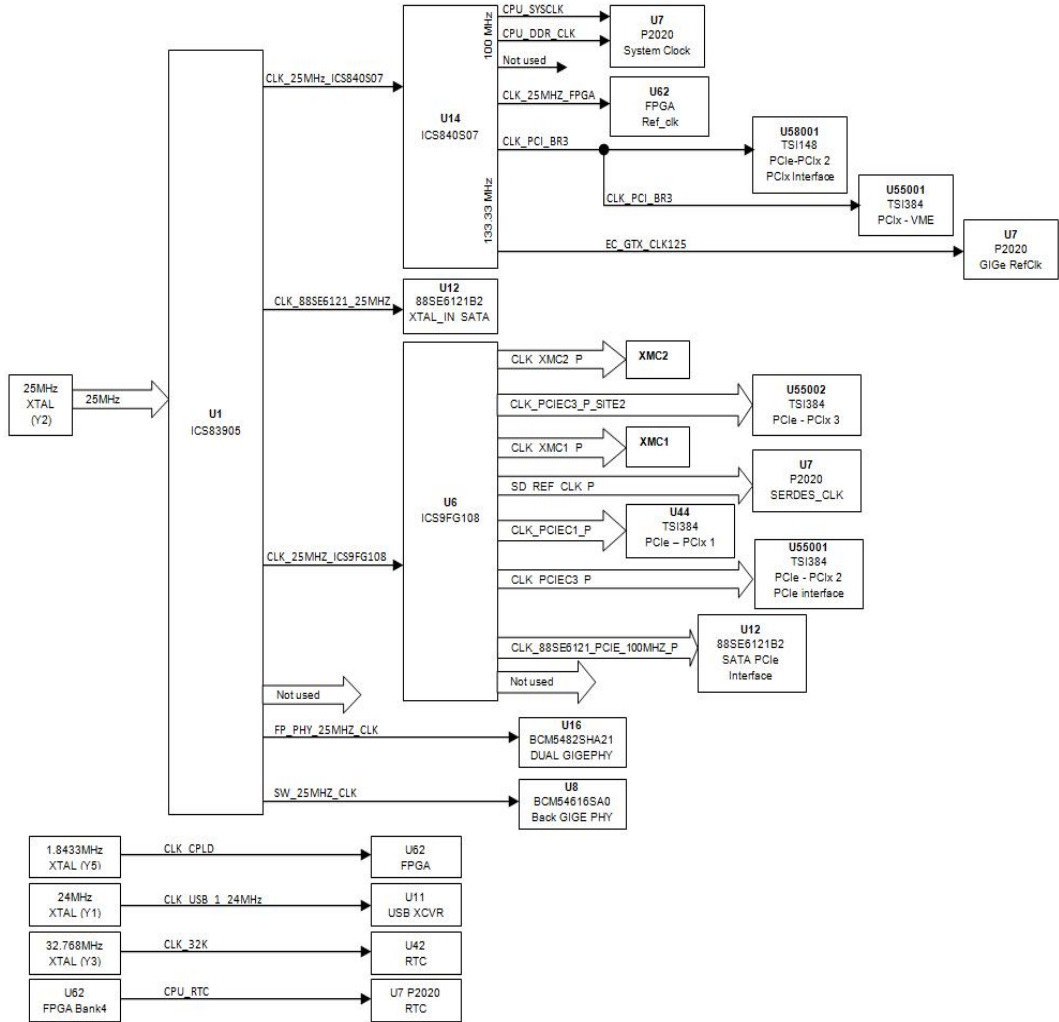 CPU_SYSCLK
U7
P2020
System Clock
100 MHz
CPU_DDR_CLK
Not used
CLK_25MHz_ICS840S07
U14
ICS840S07
CLK_25MHZ_FPGA
U62
FPGA
Ref_clk
CLK_PCI_BR3
U58001
TSI148
PCIe-PCIx 2
PCIx Interface
CLK_PCI_BR3
U55001
TSI384
PCIx - VME
133.33 MHz
EC_GTX_CLK125
U7
P2020
GIGe RefClk
CLK_88SE6121_25MHZ
U12
88SE6121B2
XTAL_IN SATA
25MHz
XTAL
(Y2)
25MHz
U1
ICS83905
CLK_XMC2_P
XMC2
CLK_PCIEC3_P_SITE2
U55002
TSI384
PCIe - PCIx 3
CLK_XMC1_P
XMC1
U6
ICS9FG108
SD_REF_CLK_P
U7
P2020
SERDES_CLK
CLK_PCIEC1_P
U44
TSI384
PCIe – PCIx 1
CLK_25MHZ_ICS9FG108
CLK_PCIEC3_P
U55001
TSI384
PCIe - PCIx 2
PCIe interface
CLK_88SE6121_PCIE_100MHZ_P
U12
88SE6121B2
SATA PCIe
Interface
Not used
Not used
FP_PHY_25MHZ_CLK
U16
BCM5482SHA21
DUAL GIGEPHY
SW_25MHZ_CLK
U8
BCM54616SA0
Back GIGE PHY
1.8433MHz
XTAL (Y5)
CLK_CPLD
U62
FPGA
24MHz
XTAL (Y1)
CLK_USB_1_24MHz
U11
USB XCVR
32.768MHz
XTAL (Y3)
CLK_32K
U42
RTC
U62
FPGA Bank4
CPU_RTC
U7 P2020
RTC